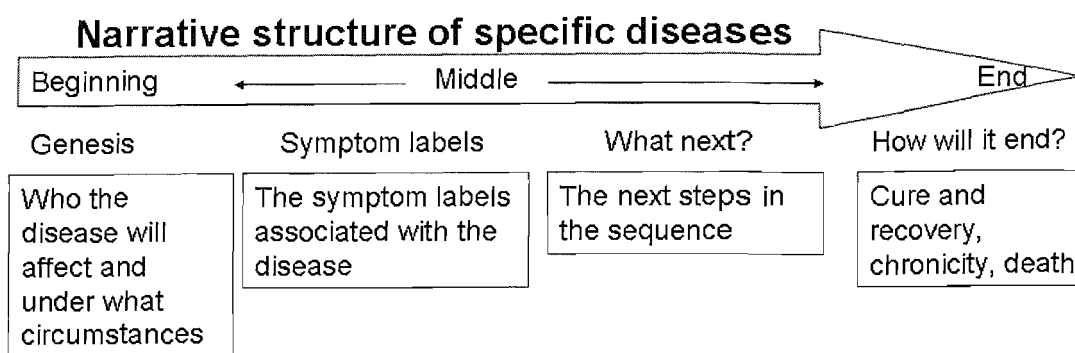 Narrative structure of specific diseases
Beginning
Middle
End
Genesis
Symptom labels
What next?
How will it end?
Who the
disease will
affect and
under what
circumstances
The symptom labels
associated with the
disease
The next steps in
the sequence
Cure and
recovery,
chronicity, death